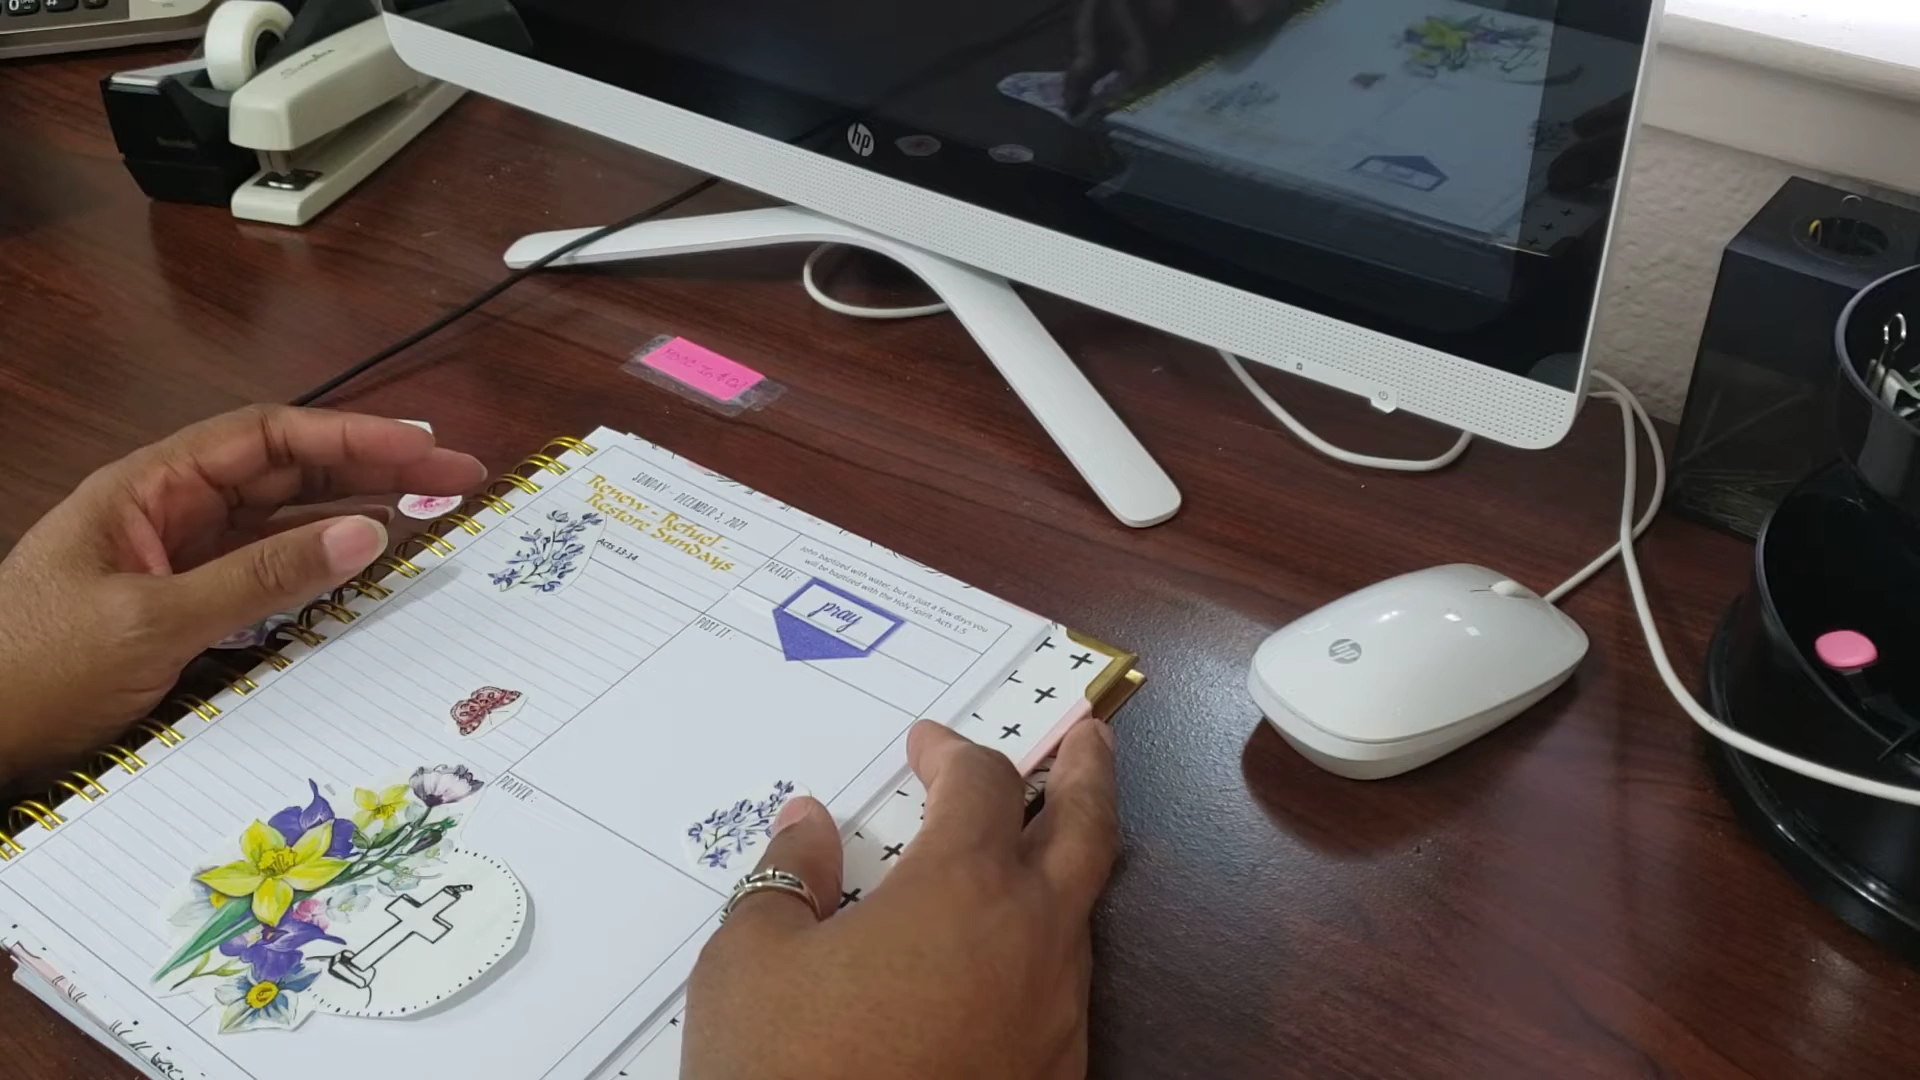 0 #
Swingline
hp
SUNDAY - DECEMBER 5, 2021
Renew - Refuel -
Restore Sundays
Acts 13-14
John baptized with water, but in just a few days you
will be baptized with the Holy Spirit. Acts 1:5
PRAISE:
pray
POST IT:
PRAYER:
hp